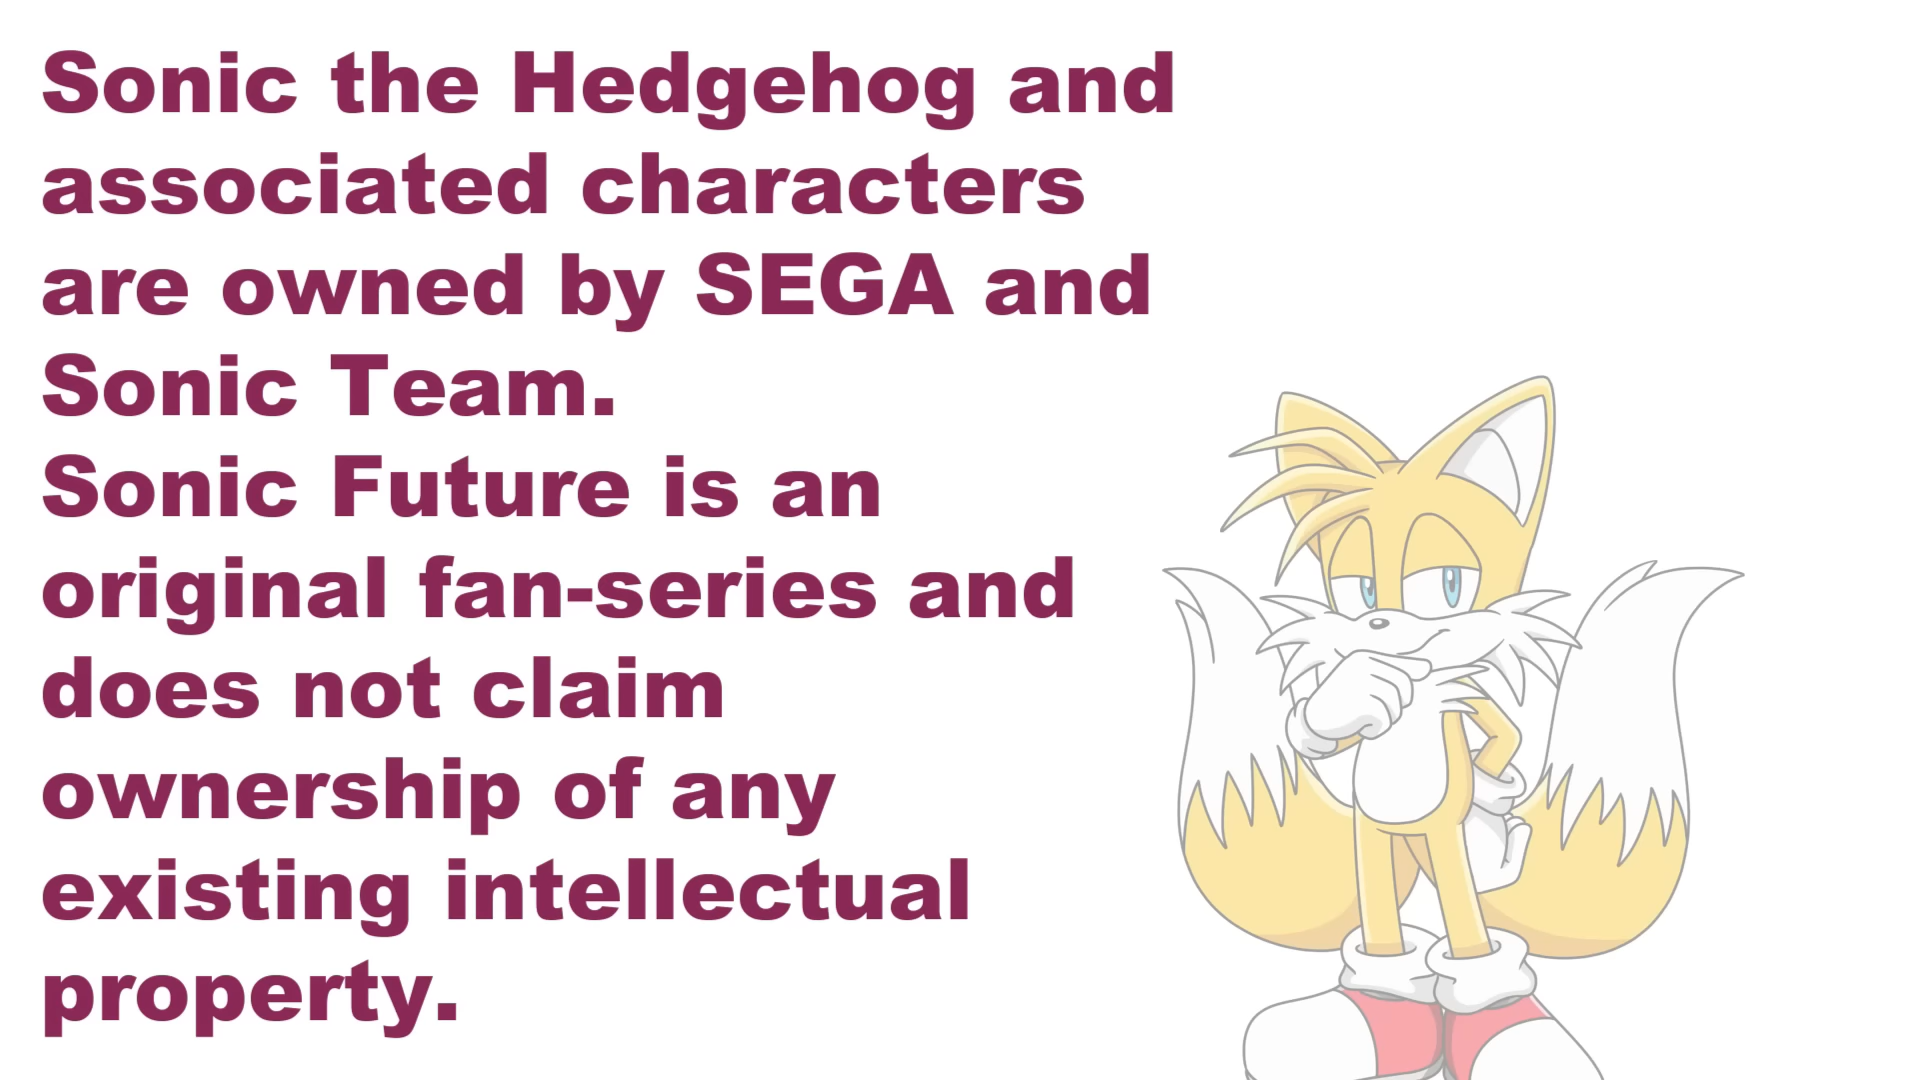 Sonic the Hedgehog and
associated characters
are owned by SEGA and
Sonic Team.
Sonic Future is an
original fan-series and
does not claim
ownership of any
existing intellectual
property.